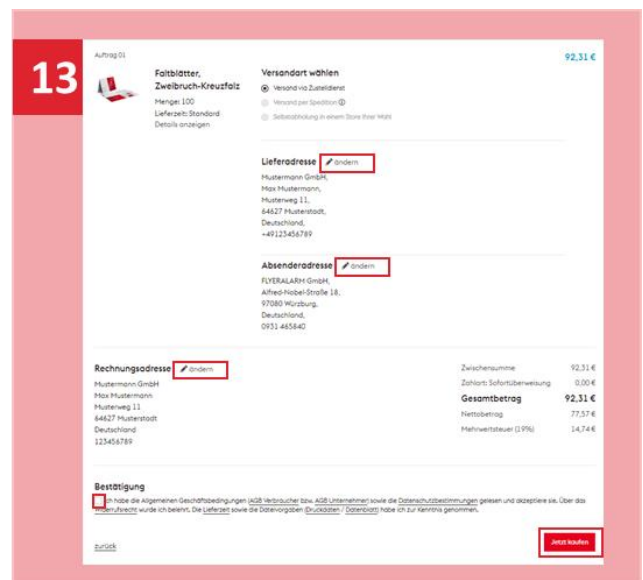 13
Auftrag 01
92,31 €
Faltblätter,
Zweibruch-Kreuzfalz
Menge: 100
Lieferzeit: Standard
Details anzeigen
Versandart wählen
Versand via Zustelldienst
Versand per Spedition
Selbstabholung in einem Store Ihrer Wahl
Lieferadresse ändern
Mustermann GmbH,
Max Mustermann,
Musterweg 11,
64627 Musterstadt,
Deutschland,
+49123456789
Absenderadresse ändern
FLYERALARM GmbH,
Alfred-Nobel-Straße 18,
97080 Würzburg,
Deutschland,
0931 465840
Rechnungsadresse ändern
Mustermann GmbH
Max Mustermann
Musterweg 11
64627 Musterstadt
Deutschland
123456789
Zwischensumme 92,31 €
Zahlart: Sofortüberweisung 0,00 €
Gesamtbetrag 92,31 €
Nettobetrag 77,57 €
Mehrwertsteuer (19%) 14,74 €
Bestätigung
Ich habe die Allgemeinen Geschäftsbedingungen (AGB Verbraucher bzw. AGB Unternehmer) sowie die Datenschutzbestimmungen gelesen und akzeptiere sie. Über das
Widerrufsrecht wurde ich belehrt. Die Lieferzeit sowie die Datenvorgaben (Druckdaten / Datenblatt) habe ich zur Kenntnis genommen.
zurück
Jetzt kaufen